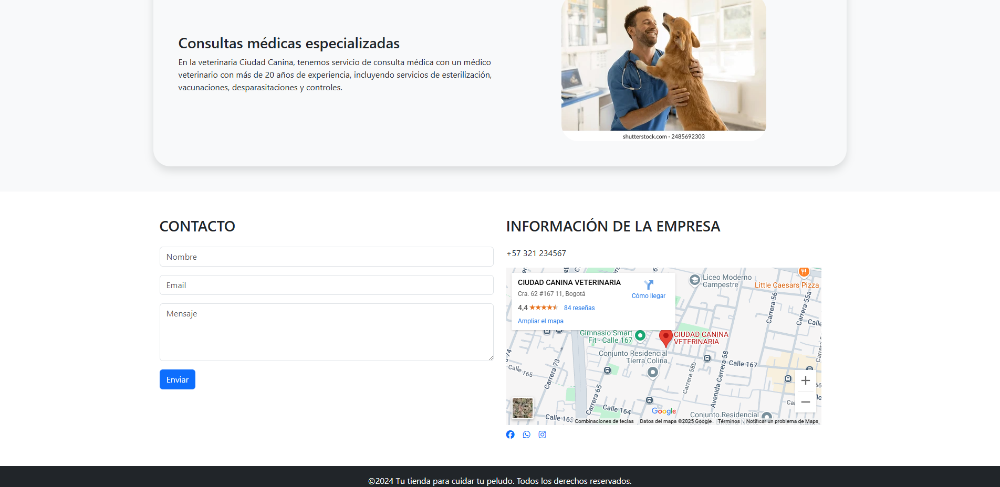 Consultas médicas especializadas
En la veterinaria Ciudad Canina, tenemos servicio de consulta médica con un médico
veterinario con más de 20 años de experiencia, incluyendo servicios de esterilización,
vacunaciones, desparasitaciones y controles.
shutterstock.com · 2485692303
CONTACTO
Nombre
Email
Mensaje
Enviar
INFORMACIÓN DE LA EMPRESA
+57 321 234567
CIUDAD CANINA VETERINARIA
Cra. 62 #167 11, Bogotá
4,4
84 reseñas
Ampliar el mapa
Cómo llegar
Liceo Moderno
Campestre
Little Caesars Pizza
Carrera 56
Carrera 55a
Gimnasio Smart
Fit - Calle 167
CIUDAD CANINA
VETERINARIA
Conjunto Residencial
Tierra Colina
Calle 167
Calle 165
Carrera 73
Carrera 58b
Avenida Carrera 58
Carrera 65
Calle 164
Calle 163
Google
Conjunto Residencial
Combinaciones de teclas
Datos del mapa ©2025 Google
Términos
Notificar un problema de Maps
©2024 Tu tienda para cuidar tu peludo. Todos los derechos reservados.